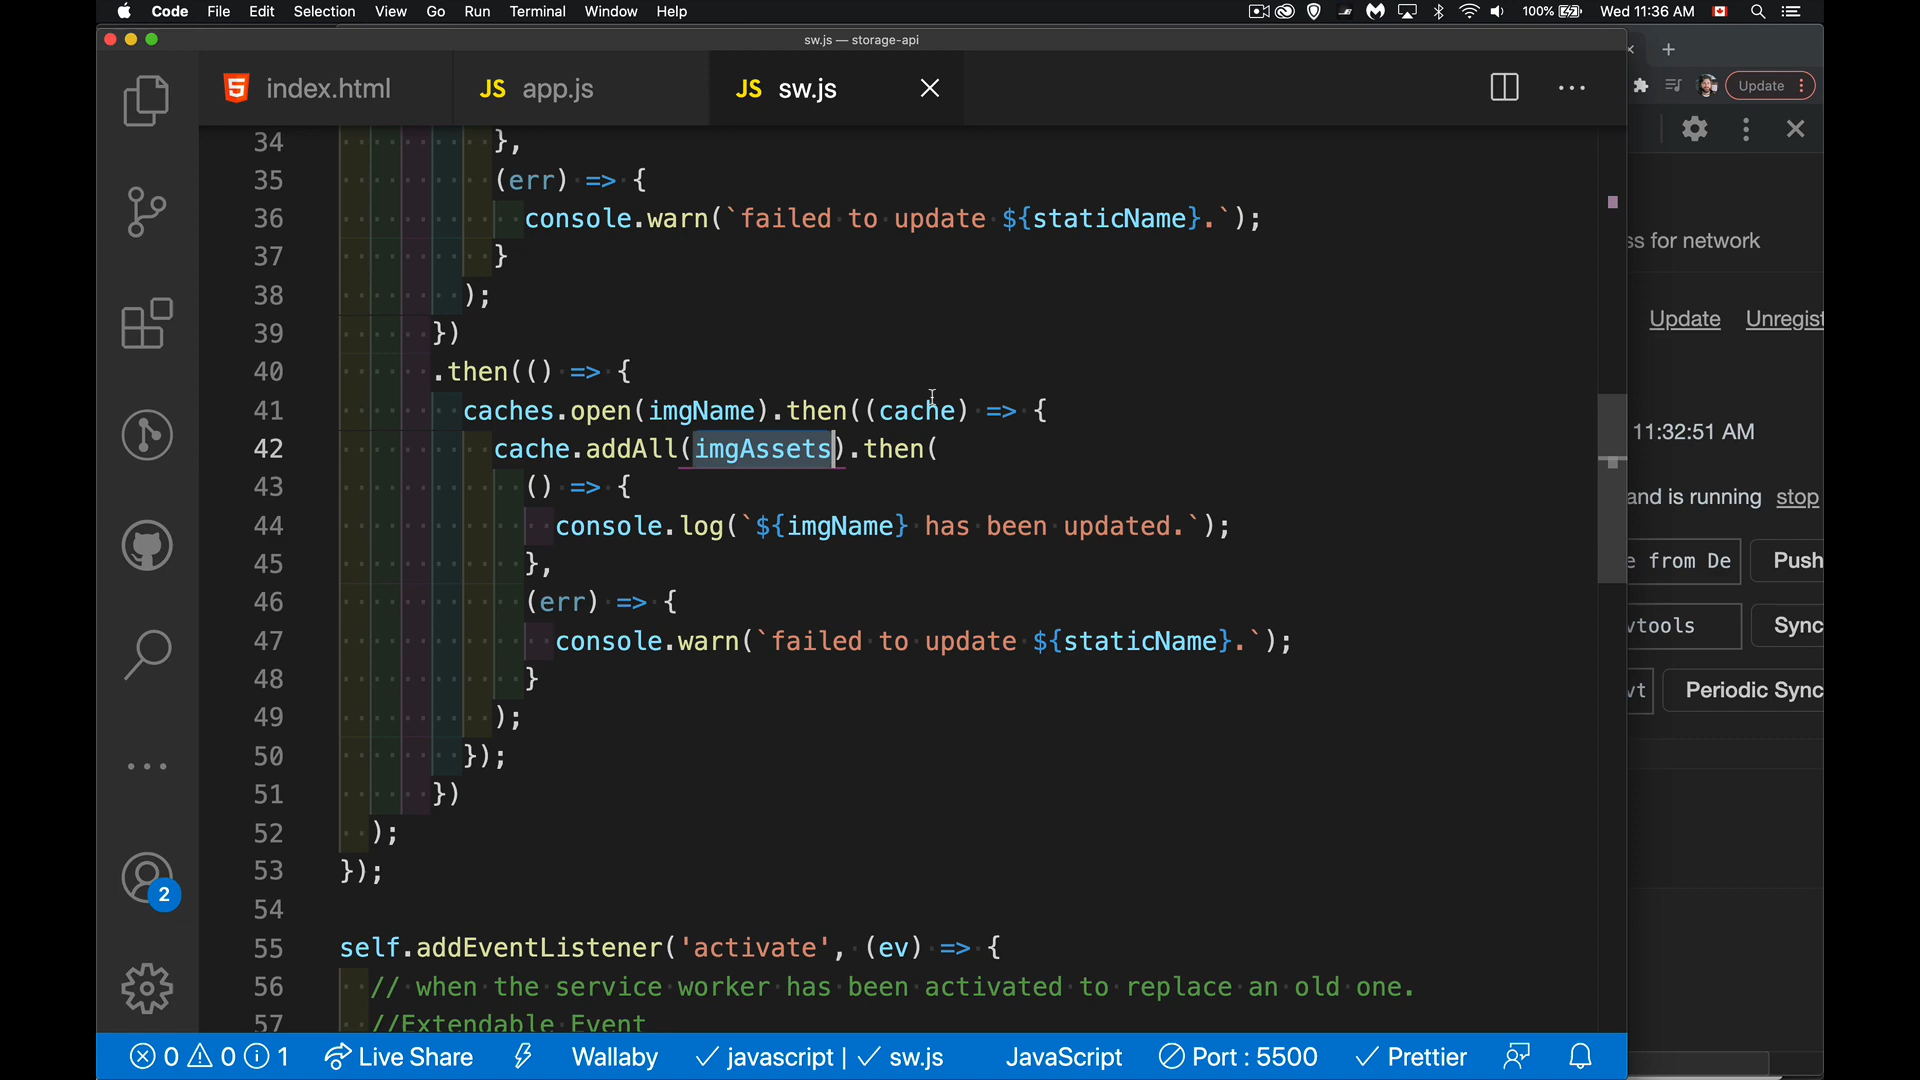 Code File Edit Selection View Go Run Terminal Window Help 100% Wed 11:36 AM
sw.js — storage-api
index.html JS app.js JS sw.js
Update
34 },
35 (err) => {
36 console.warn(`failed to update ${staticName}.`);
37 }
38 );
39 })
40 .then(() => {
41 caches.open(imgName).then((cache) => {
42 cache.addAll(imgAssets).then(
43 () => {
44 console.log(`${imgName} has been updated.`);
45 },
46 (err) => {
47 console.warn(`failed to update ${staticName}.`);
48 }
49 );
50 });
51 })
52 );
53 });
54
55 self.addEventListener('activate', (ev) => {
56 // when the service worker has been activated to replace an old one.
57 //Extendable Event
ss for network
Update Unregist
11:32:51 AM
and is running stop
e from De Push
vtools Sync
vt Periodic Sync
2
0 0 1 Live Share Wallaby javascript | sw.js JavaScript Port : 5500 Prettier